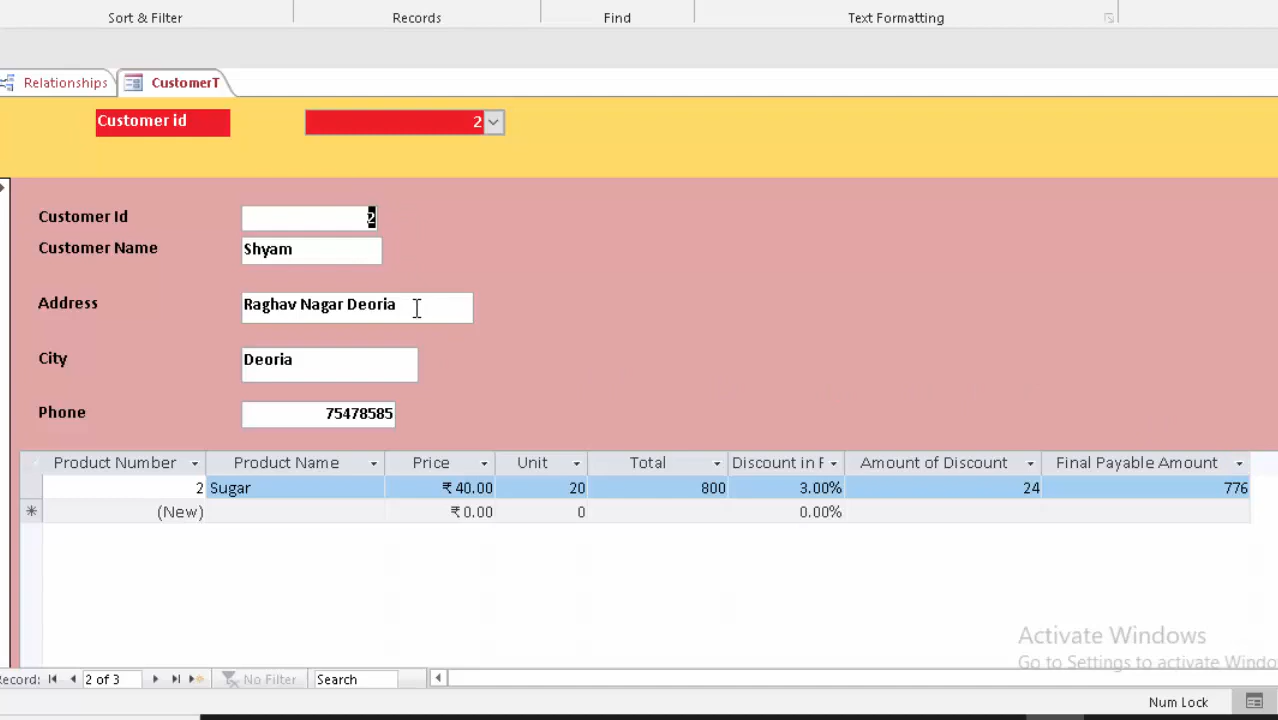 Sort & Filter Records Find Text Formatting
Relationships CustomerT
Customer id 2
Customer Id 2
Customer Name Shyam
Address Raghav Nagar Deoria
City Deoria
Phone 75478585
Product Number Product Name Price Unit Total Discount in F Amount of Discount Final Payable Amount
2 Sugar ₹ 40.00 20 800 3.00% 24 776
(New) ₹ 0.00 0 0.00%
Activate Windows
Go to Settings to activate Windo
ecord: 2 of 3 No Filter Search
Num Lock